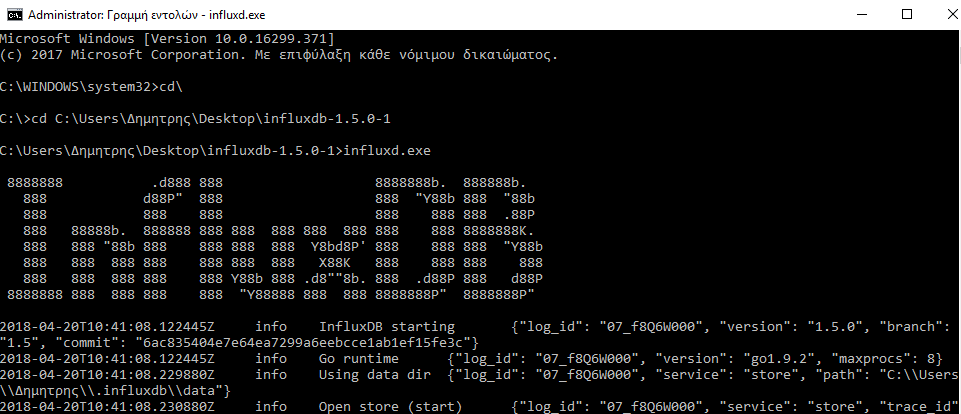 Administrator: Γραμμή εντολών - influxd.exe
Microsoft Windows [Version 10.0.16299.371]
(c) 2017 Microsoft Corporation. Με επιφύλαξη κάθε νόμιμου δικαιώματος.
C:\WINDOWS\system32>cd\
C:\>cd C:\Users\Δημητρης\Desktop\influxdb-1.5.0-1
C:\Users\Δημητρης\Desktop\influxdb-1.5.0-1>influxd.exe
 8888888           .d888 888                   8888888b.  888888b.
   888            d88P"  888                   888  "Y88b 888  "88b
   888            888    888                   888    888 888  .88P
   888   88888b.  888888 888 888  888 888  888 888    888 8888888K.
   888   888 "88b 888    888 888  888  Y8bd8P' 888    888 888  "Y88b
   888   888  888 888    888 888  888   X88K   888    888 888    888
   888   888  888 888    888 Y88b 888 .d8""8b. 888  .d88P 888   d88P
 8888888 888  888 888    888  "Y88888 888  888 8888888P"  8888888P"
2018-04-20T10:41:08.122445Z     info    InfluxDB starting       {"log_id": "07_f8Q6W000", "version": "1.5.0", "branch":
"1.5", "commit": "6ac835404e7e64ea7299a6eebcce1ab1ef15fe3c"}
2018-04-20T10:41:08.122445Z     info    Go runtime      {"log_id": "07_f8Q6W000", "version": "go1.9.2", "maxprocs": 8}
2018-04-20T10:41:08.229880Z     info    Using data dir  {"log_id": "07_f8Q6W000", "service": "store", "path": "C:\\Users
\\Δημητρης\\.influxdb\\data"}
2018-04-20T10:41:08.230880Z     info    Open store (start)      {"log_id": "07_f8Q6W000", "service": "store", "trace_id"